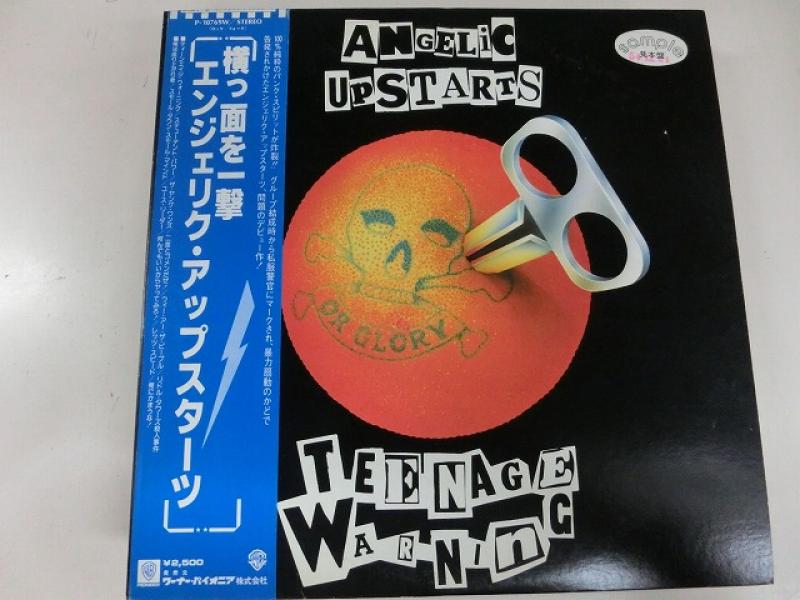 P-10769W/STEREO
横っ面を一撃
エンジェリク・アップスターツ
100%純粋のパンク・スピリットが炸裂!! グループ結成時から私服警官にマークされ、暴力扇動のかどで
告発されかけたエンジェリク・アップスターツ、問題のデビュー作!
¥2,500
発売元
ワーナー・パイオニア株式会社
ANGELiC
UPSTARTS
sample
見本盤
OR GLORY
TEENAGE
WARNInG